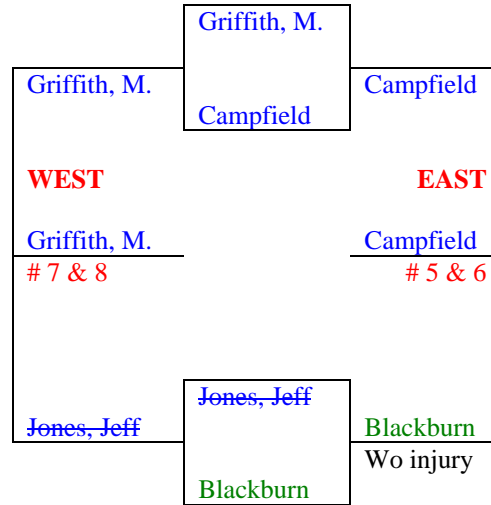 Griffith, M.
Griffith, M.
Campfield
Campfield
WEST
EAST
Griffith, M.
Campfield
# 7 & 8
# 5 & 6
Jones, Jeff
Jones, Jeff
Blackburn
Wo injury
Blackburn